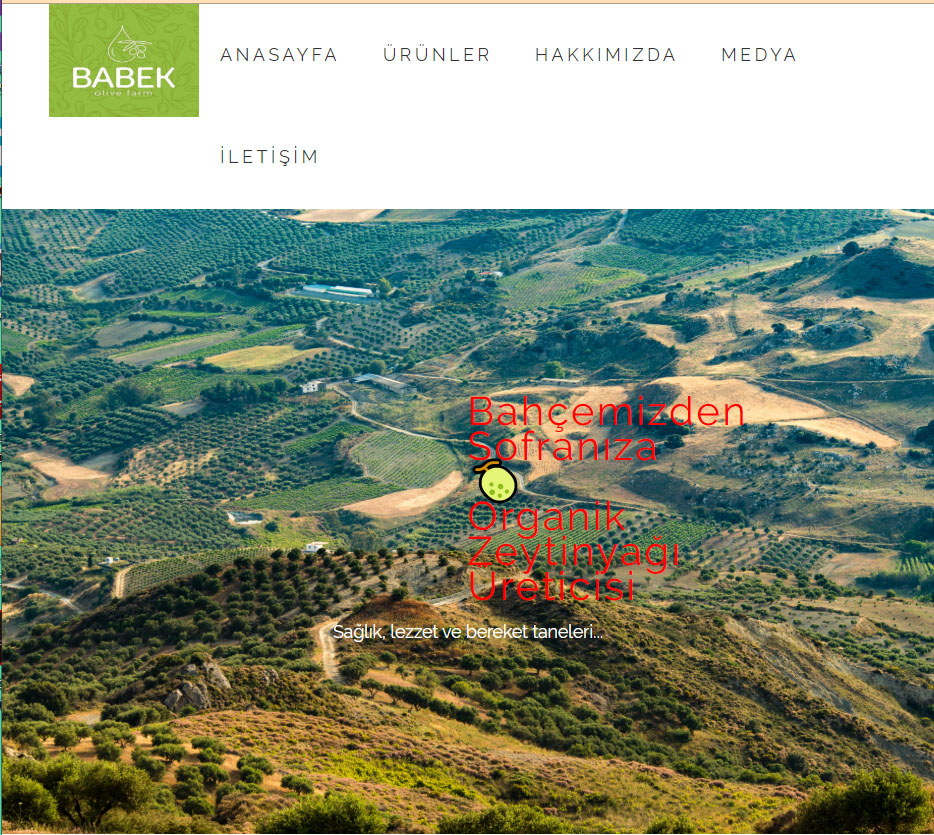 BABEK
olive farm
ANASAYFA ÜRÜNLER HAKKIMIZDA MEDYA
İLETİŞİM
Bahçemizden
Sofranıza
Organik
Zeytinyağı
Üreticisi
Sağlık, lezzet ve bereket taneleri...